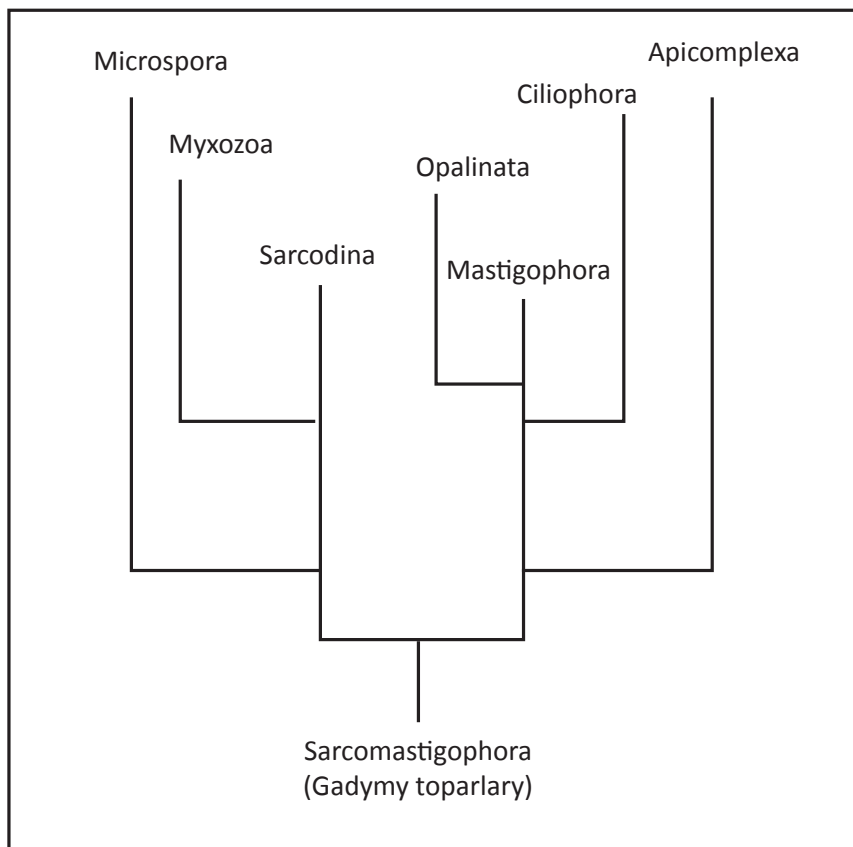 Microspora
Apicomplexa
Ciliophora
Myxozoa
Opalinata
Sarcodina
Mastigophora
Sarcomastigophora
(Gadymy toparlary)